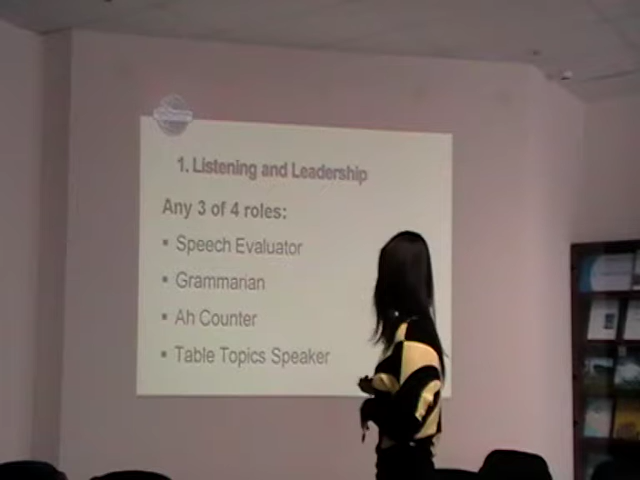 1. Listening and Leadership
Any 3 of 4 roles:
▪ Speech Evaluator
▪ Grammarian
▪ Ah Counter
▪ Table Topics Speaker